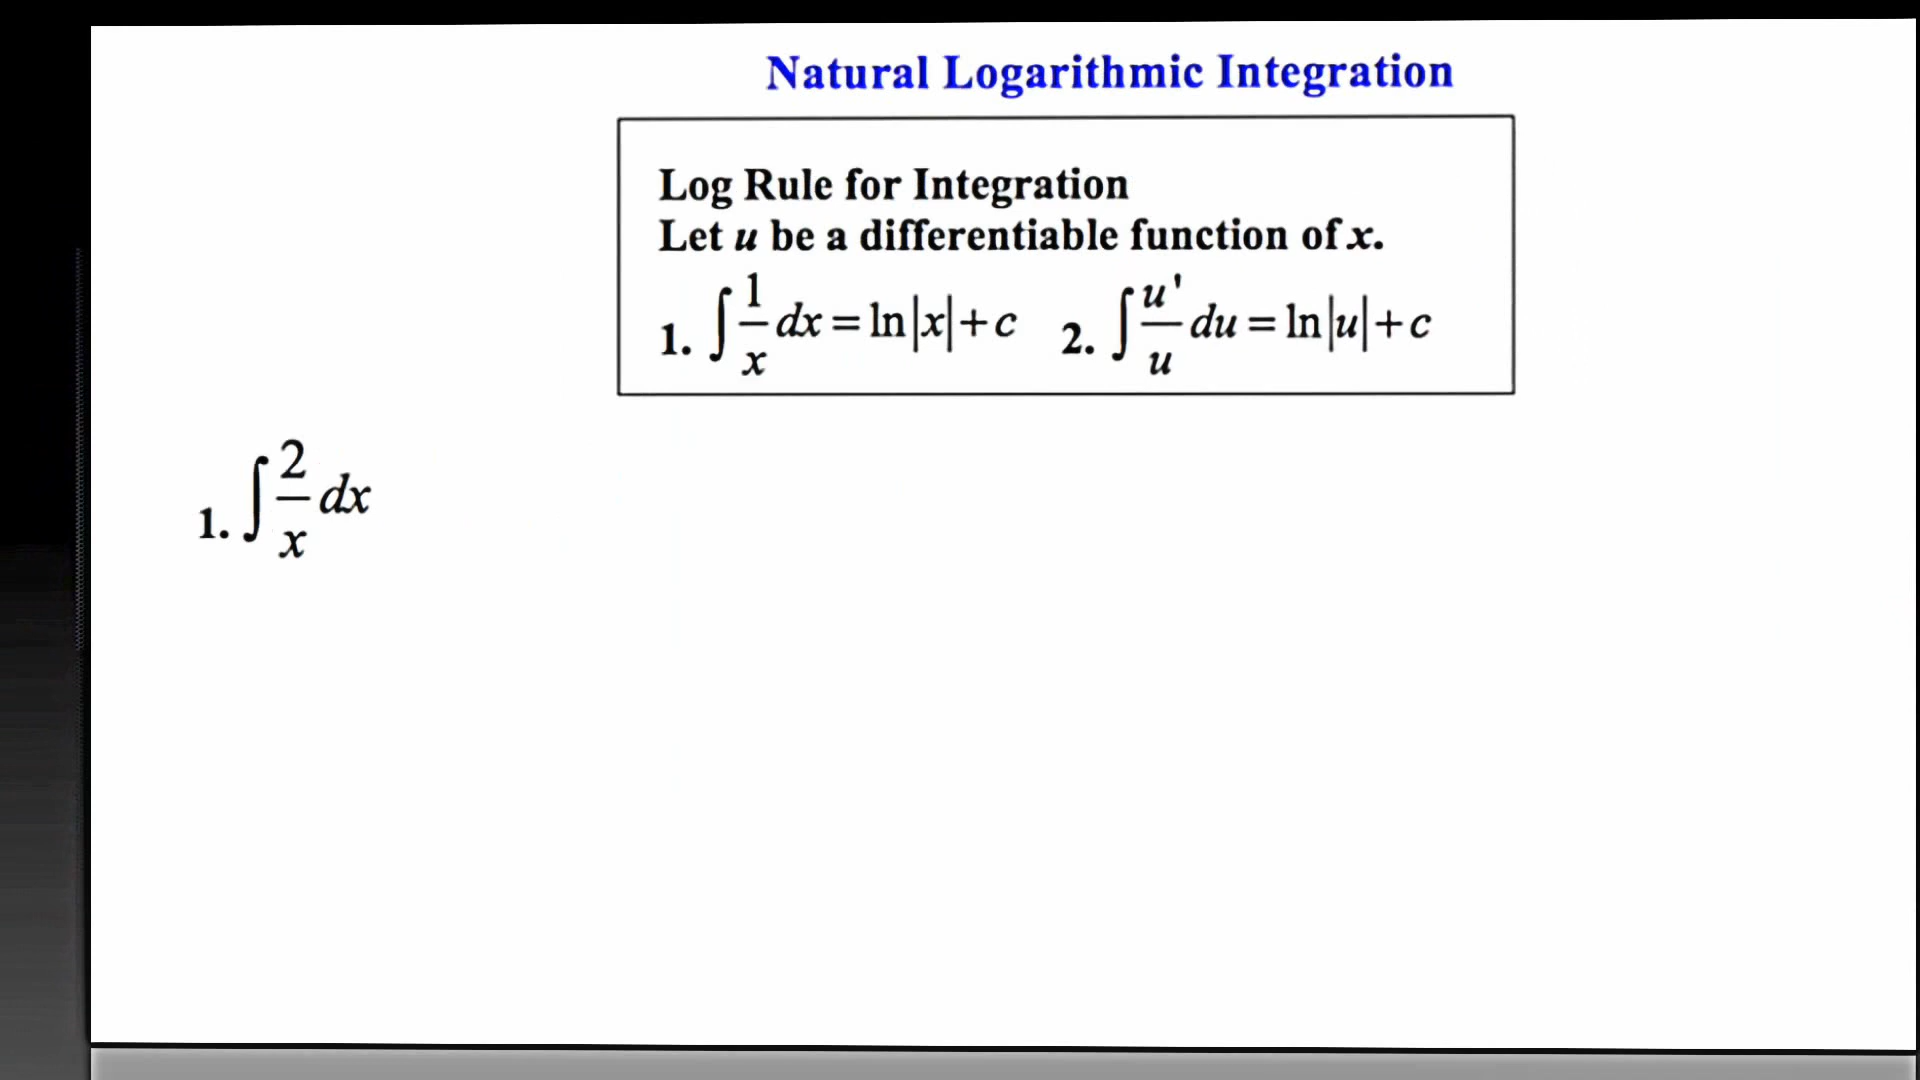 Natural Logarithmic Integration
Log Rule for Integration
Let u be a differentiable function of x.
1. ∫ 1/x dx = ln|x| + c 2. ∫ u'/u du = ln|u| + c
1. ∫ 2/x dx